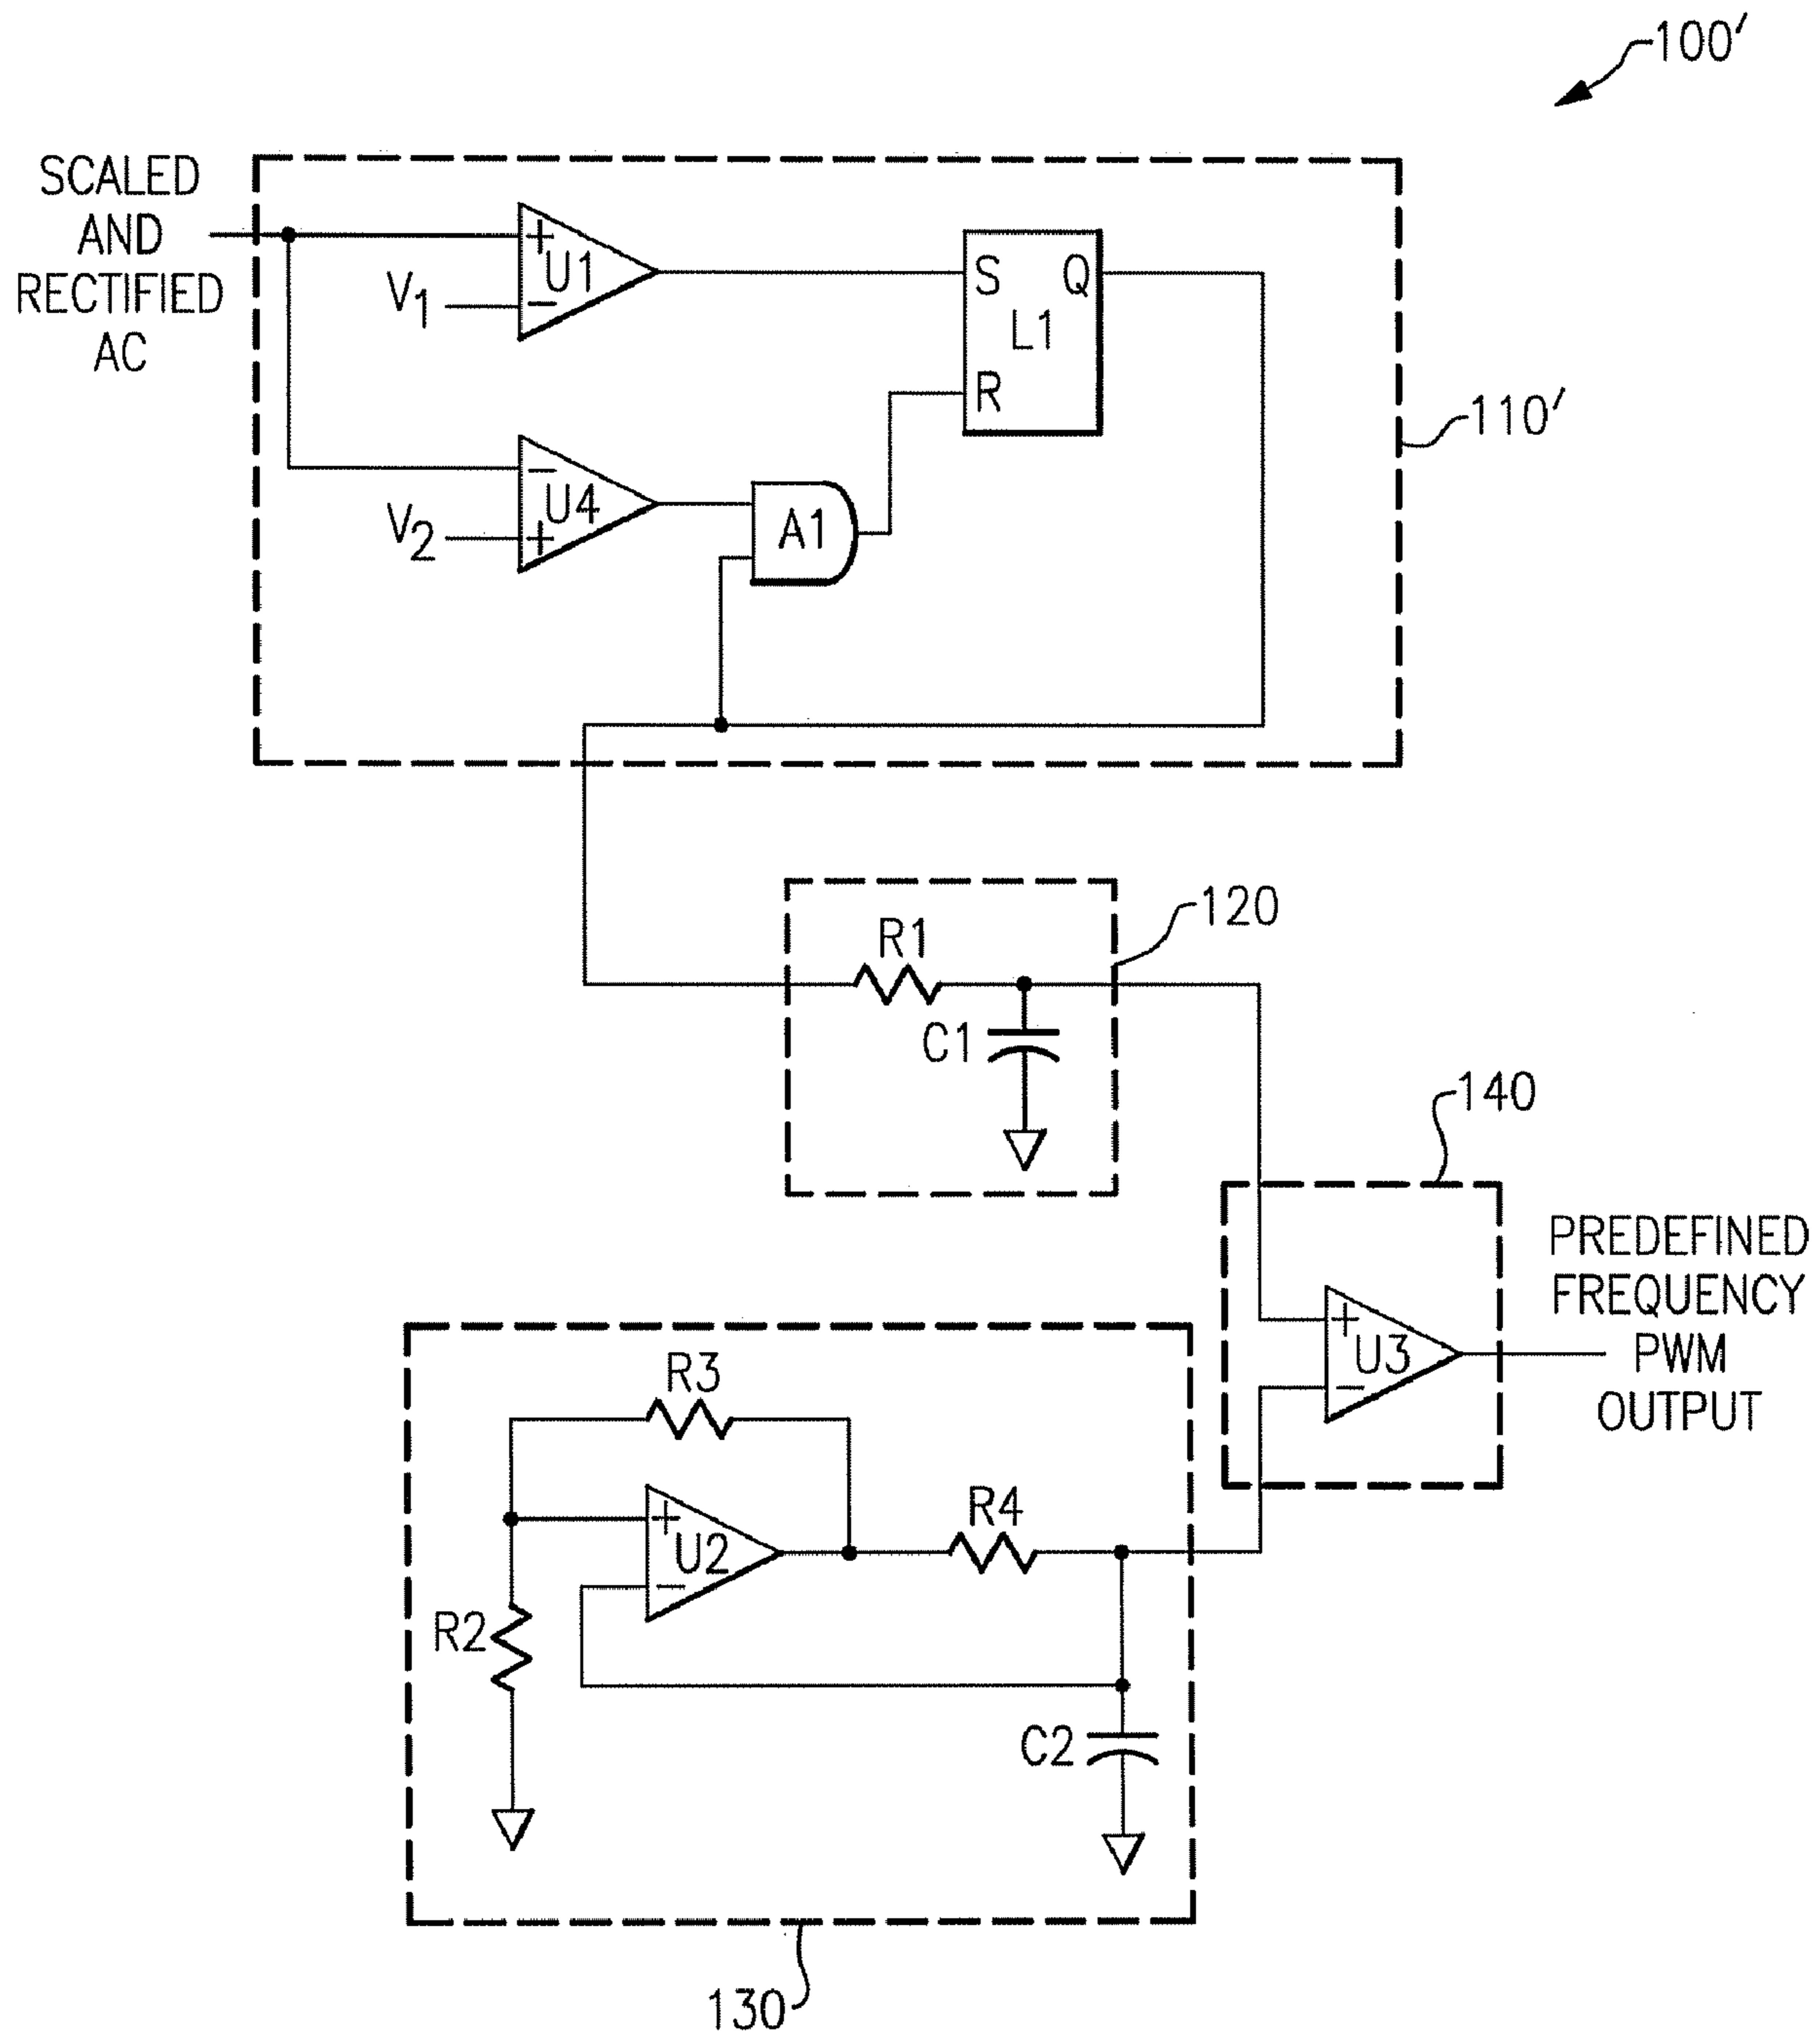 100'
SCALED
AND
RECTIFIED
AC
+
U1
−
V1
S
Q
L1
R
110'
−
U4
+
V2
A1
120
R1
C1
140
+
U3
−
PREDEFINED
FREQUENCY
PWM
OUTPUT
R3
+
U2
−
R4
R2
C2
130